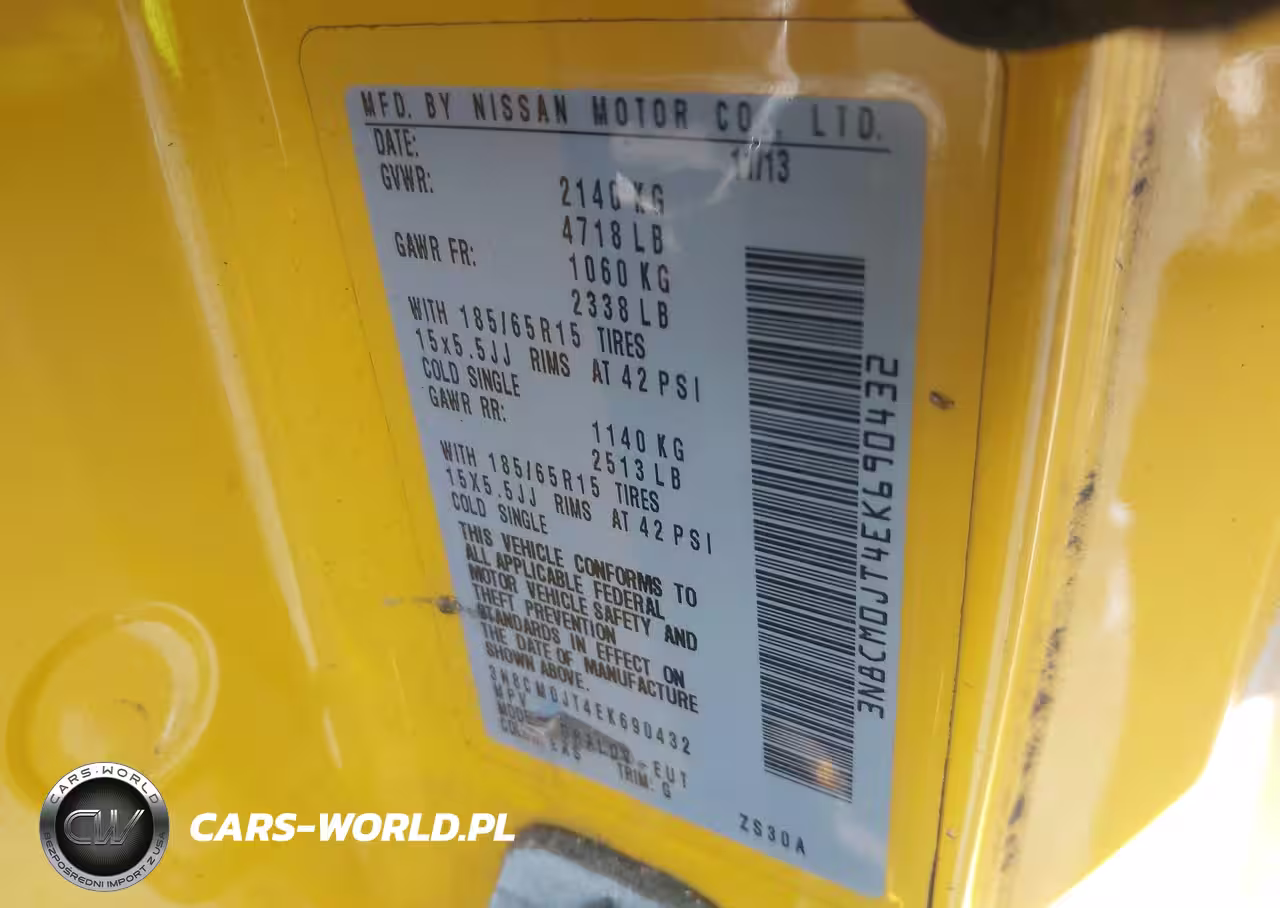 MFD. BY NISSAN MOTOR CO., LTD.
DATE: 11/13
GVWR: 2140 KG
4718 LB
GAWR FR: 1060 KG
2338 LB
WITH 185/65R15 TIRES
15x5.5JJ RIMS AT 42 PSI
COLD SINGLE
GAWR RR: 1140 KG
2513 LB
WITH 185/65R15 TIRES
15X5.5JJ RIMS AT 42 PSI
COLD SINGLE
THIS VEHICLE CONFORMS TO
ALL APPLICABLE FEDERAL
MOTOR VEHICLE SAFETY AND
THEFT PREVENTION
STANDARDS IN EFFECT ON
THE DATE OF MANUFACTURE
SHOWN ABOVE.
3N8CM0JT4EK690432
MPV
EUT
EAS TRIM: G
ZS30A
3N8CM0JT4EK690432
CARS-WORLD
CW
BEZPOŚREDNI IMPORT Z USA
CARS-WORLD.PL